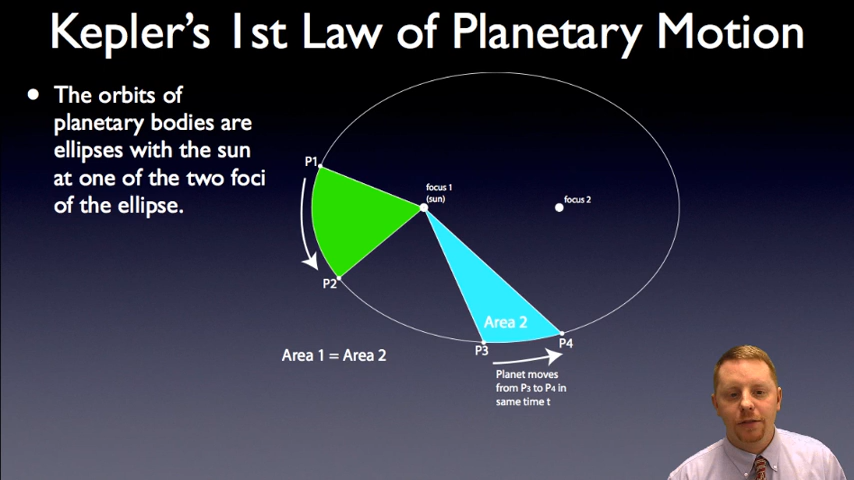 Kepler's 1st Law of Planetary Motion
• The orbits of
planetary bodies are
ellipses with the sun
at one of the two foci
of the ellipse.
P1
focus 1
(sun)
focus 2
P2
Area 2
P3
P4
Area 1 = Area 2
Planet moves
from P3 to P4 in
same time t